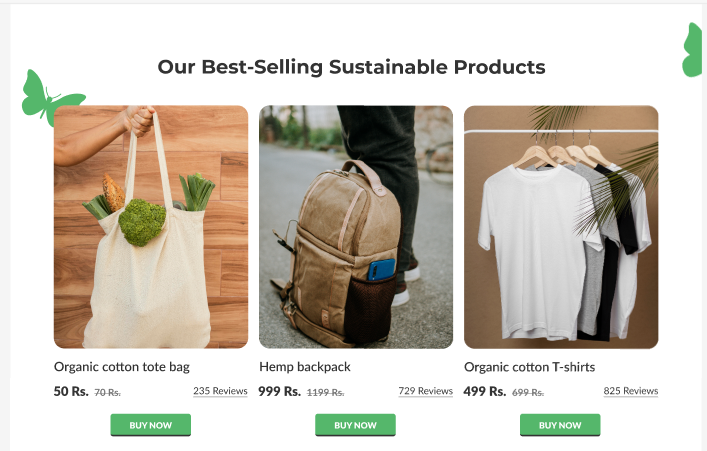 Our Best-Selling Sustainable Products
Organic cotton tote bag
50 Rs. 70 Rs. 235 Reviews
BUY NOW
Hemp backpack
999 Rs. 1199 Rs. 729 Reviews
BUY NOW
Organic cotton T-shirts
499 Rs. 699 Rs. 825 Reviews
BUY NOW